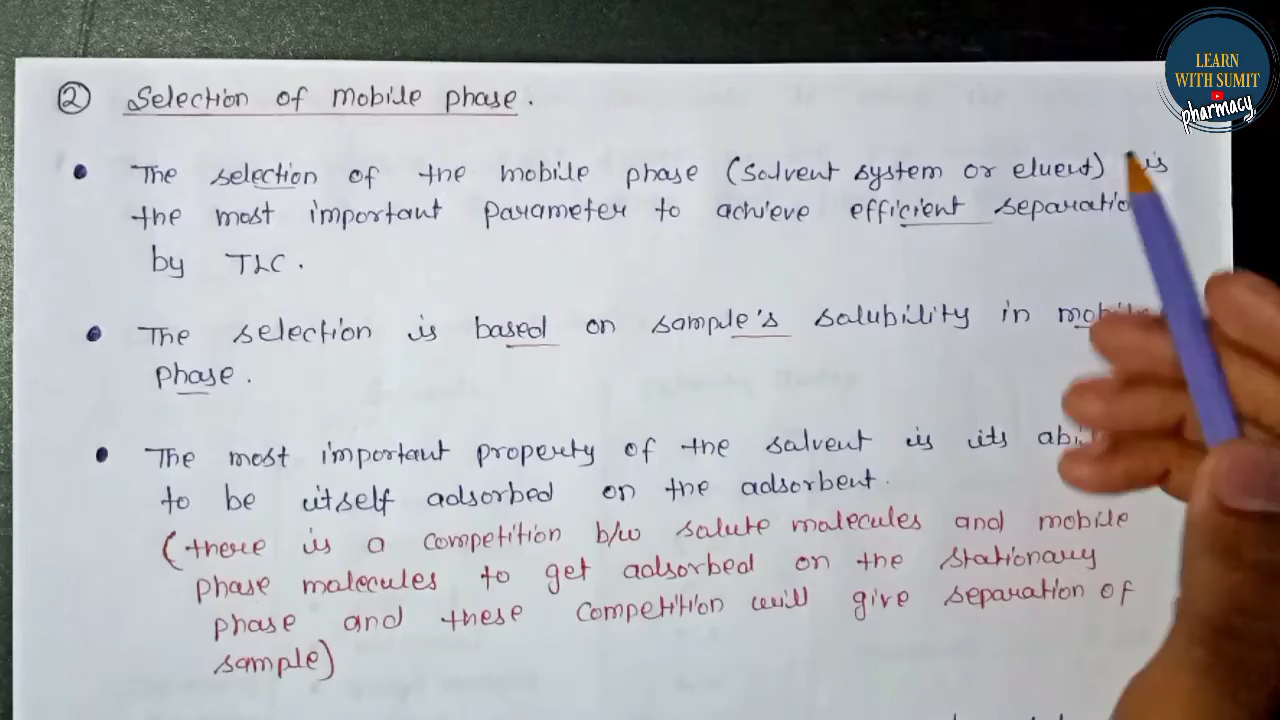 LEARN
WITH SUMIT
pharmacy
② Selection of mobile phase.
• The selection of the mobile phase (Solvent system or eluent) is
the most important parameter to achieve efficient separatio
by TLC.
• The selection is based on sample's solubility in mobile
phase.
• The most important property of the solvent is its abi
to be itself adsorbed on the adsorbent.
(there is a competition b/w solute molecules and mobile
phase molecules to get adsorbed on the stationary
phase and these competition will give separation of
sample)